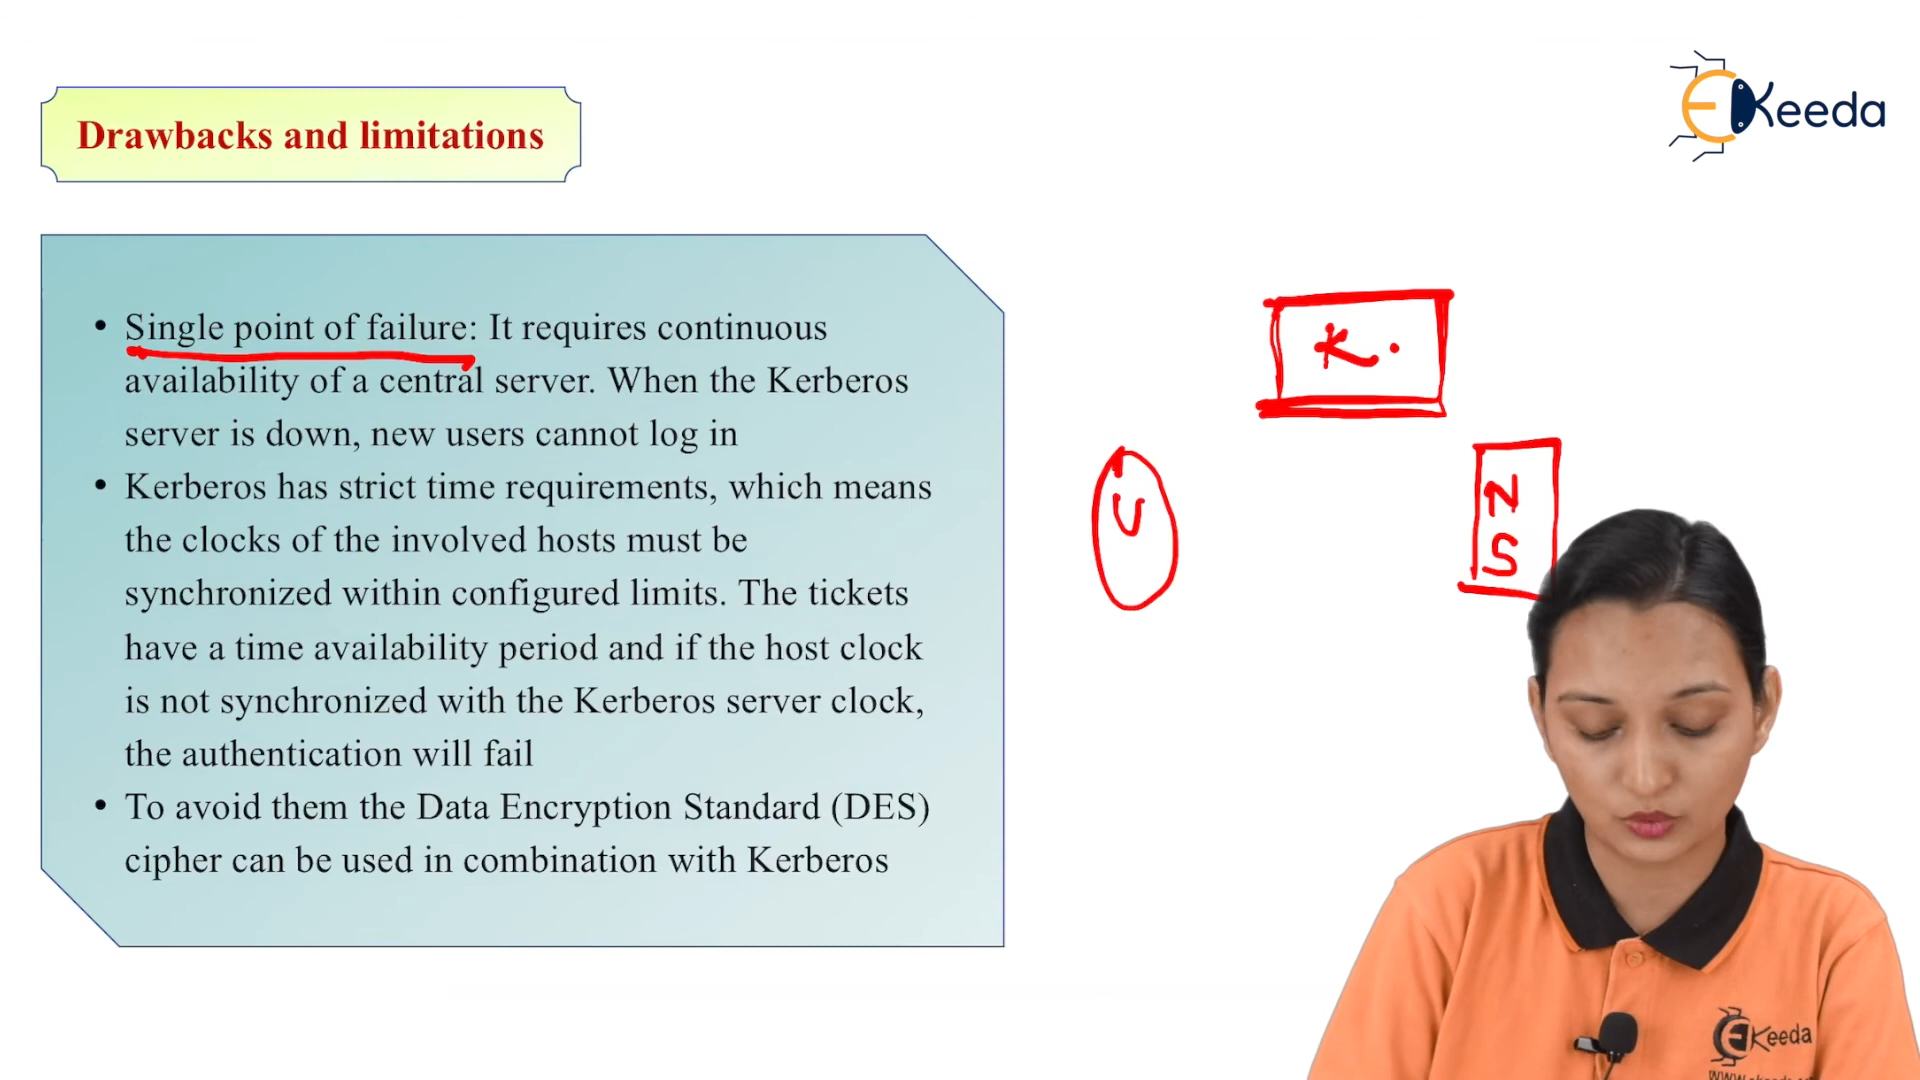 Drawbacks and limitations
EKeeda
• Single point of failure: It requires continuous
availability of a central server. When the Kerberos
server is down, new users cannot log in
• Kerberos has strict time requirements, which means
the clocks of the involved hosts must be
synchronized within configured limits. The tickets
have a time availability period and if the host clock
is not synchronized with the Kerberos server clock,
the authentication will fail
• To avoid them the Data Encryption Standard (DES)
cipher can be used in combination with Kerberos
K.
U
N
S
EKeeda